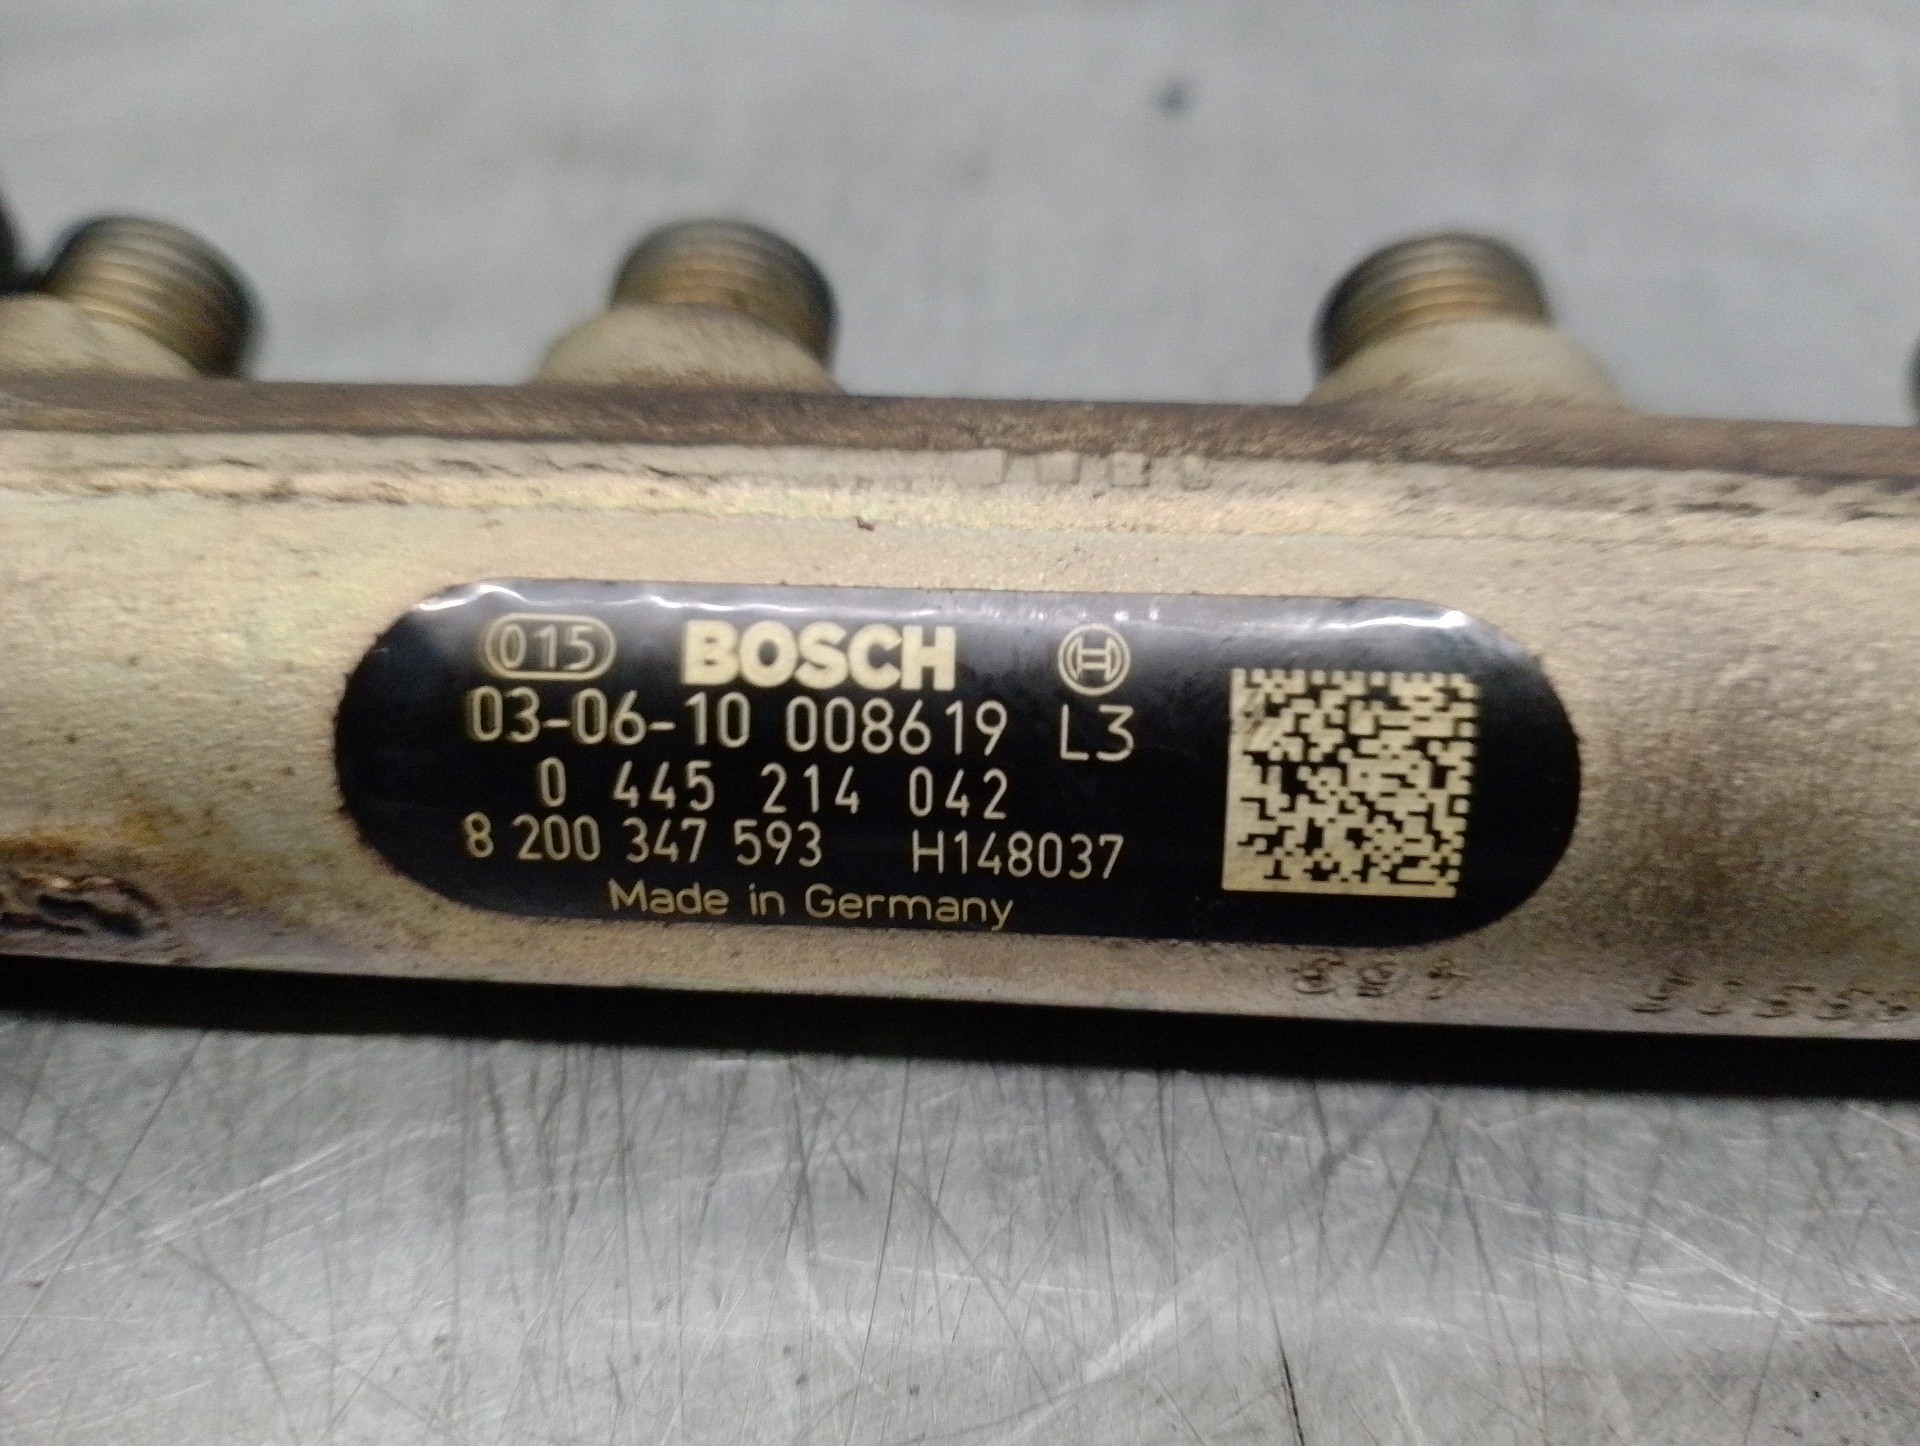 015 BOSCH
03-06-10 008619 L3
0 445 214 042
8 200 347 593 H148037
Made in Germany